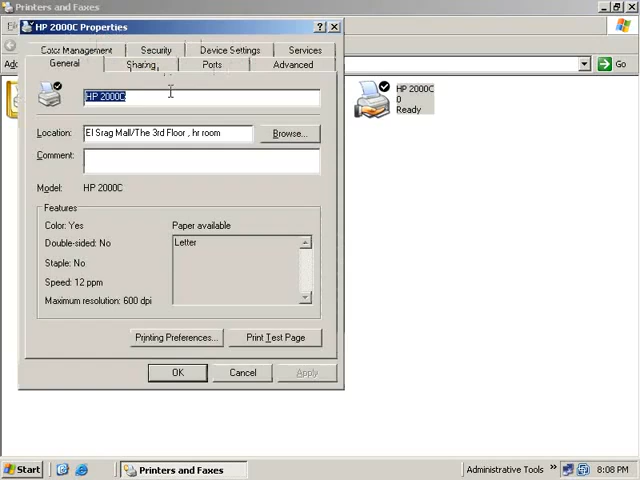 Printers and Faxes
HP 2000C Properties
Color Management Security Device Settings Services
General Sharing Ports Advanced
HP 2000C
Location: El Srag Mall/The 3rd Floor , hr room Browse...
Comment:
Model: HP 2000C
Features
Color: Yes
Double-sided: No
Staple: No
Speed: 12 ppm
Maximum resolution: 600 dpi
Paper available
Letter
Printing Preferences... Print Test Page
OK Cancel Apply
Go
HP 2000C
0
Ready
Start
Printers and Faxes
Administrative Tools
8:08 PM